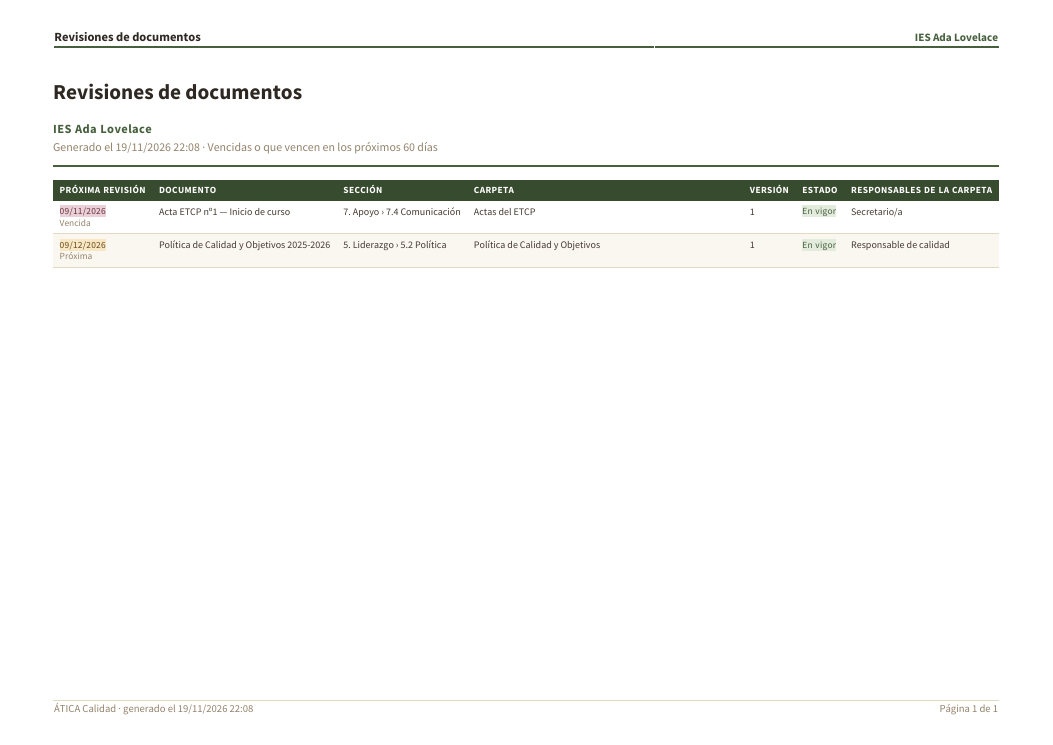 Revisiones de documentos
IES Ada Lovelace
Revisiones de documentos
IES Ada Lovelace
Generado el 19/11/2026 22:08 · Vencidas o que vencen en los próximos 60 días
PRÓXIMA REVISIÓN DOCUMENTO SECCIÓN CARPETA VERSIÓN ESTADO RESPONSABLES DE LA CARPETA
09/11/2026 Acta ETCP nº1 — Inicio de curso 7. Apoyo › 7.4 Comunicación Actas del ETCP 1 En vigor Secretario/a
Vencida
09/12/2026 Política de Calidad y Objetivos 2025-2026 5. Liderazgo › 5.2 Política Política de Calidad y Objetivos 1 En vigor Responsable de calidad
Próxima
ÁTICA Calidad · generado el 19/11/2026 22:08
Página 1 de 1